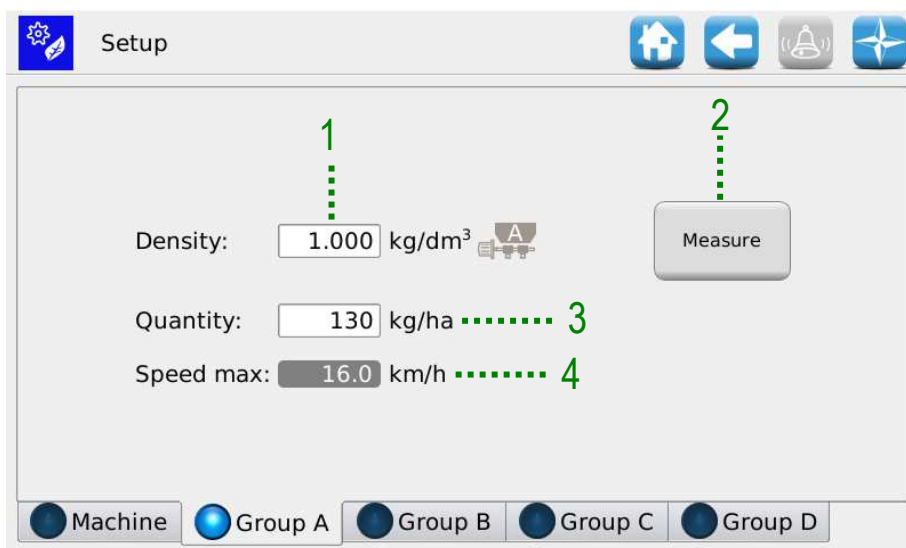 Setup
1
2
Density: 1.000 kg/dm³ A
Measure
Quantity: 130 kg/ha 3
Speed max: 16.0 km/h 4
Machine Group A Group B Group C Group D